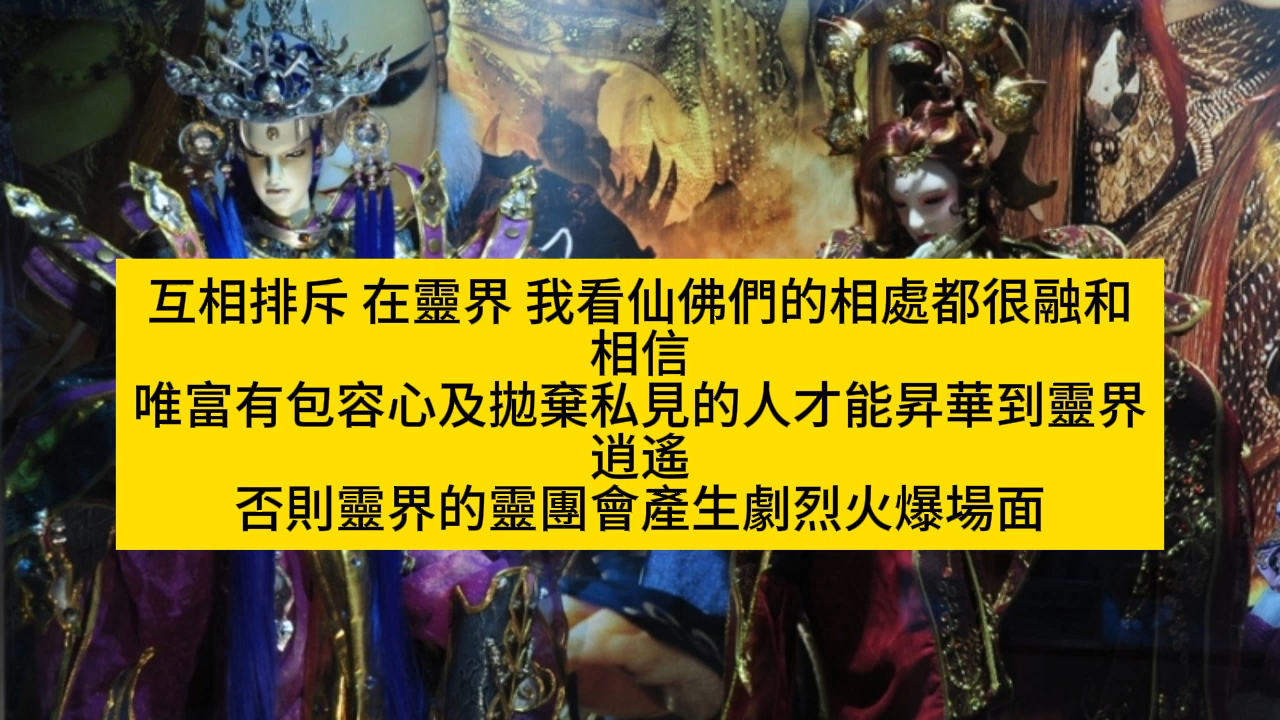 互相排斥 在靈界 我看仙佛們的相處都很融和
相信
唯富有包容心及拋棄私見的人才能昇華到靈界
逍遙
否則靈界的靈團會產生劇烈火爆場面